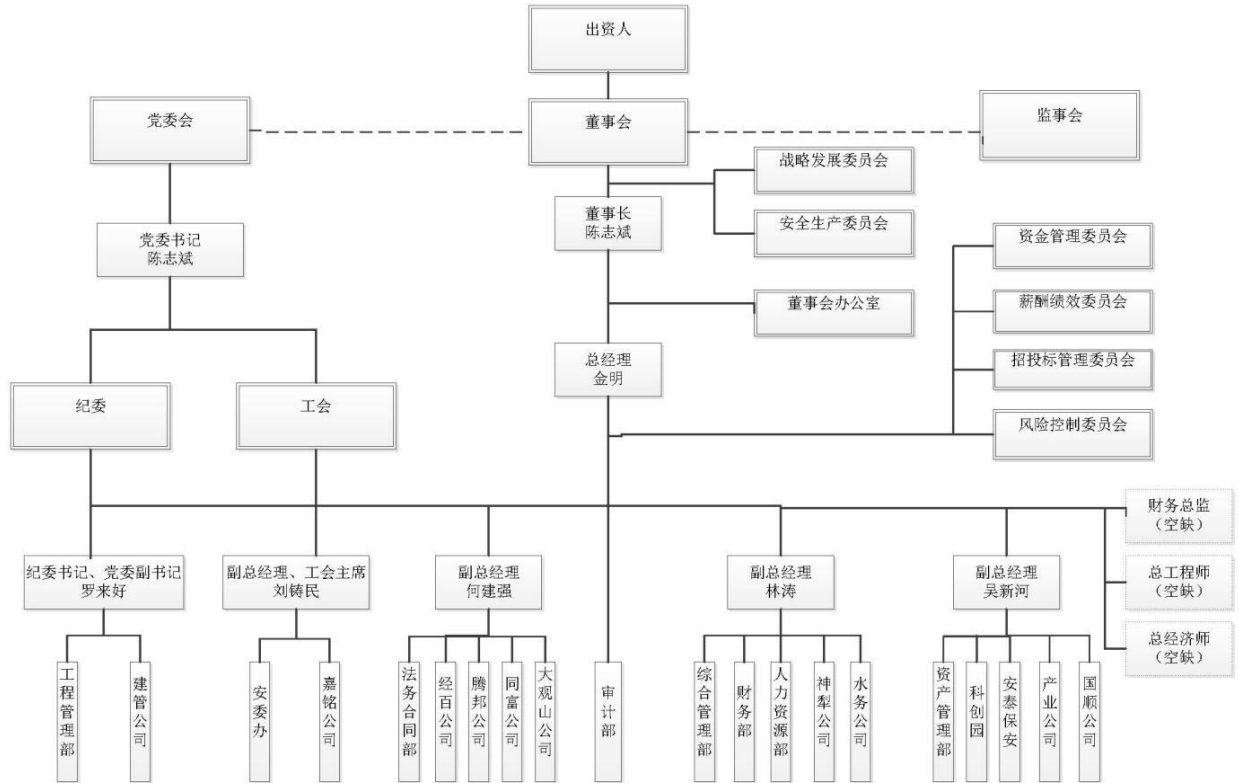 出资人
党委会
董事会
监事会
战略发展委员会
董事长
陈志斌
安全生产委员会
党委书记
陈志斌
资金管理委员会
董事会办公室
薪酬绩效委员会
总经理
金明
招投标管理委员会
纪委
工会
风险控制委员会
财务总监
（空缺）
纪委书记、党委副书记
罗来好
副总经理、工会主席
刘铸民
副总经理
何建强
副总经理
林涛
副总经理
吴新河
总工程师
（空缺）
总经济师
（空缺）
工程管理部
建管公司
安委办
嘉铭公司
法务合同部
经百公司
腾邦公司
同富公司
大观山公司
审计部
综合管理部
财务部
人力资源部
神犁公司
水务公司
资产管理部
科创园
安泰保安
产业公司
国顺公司